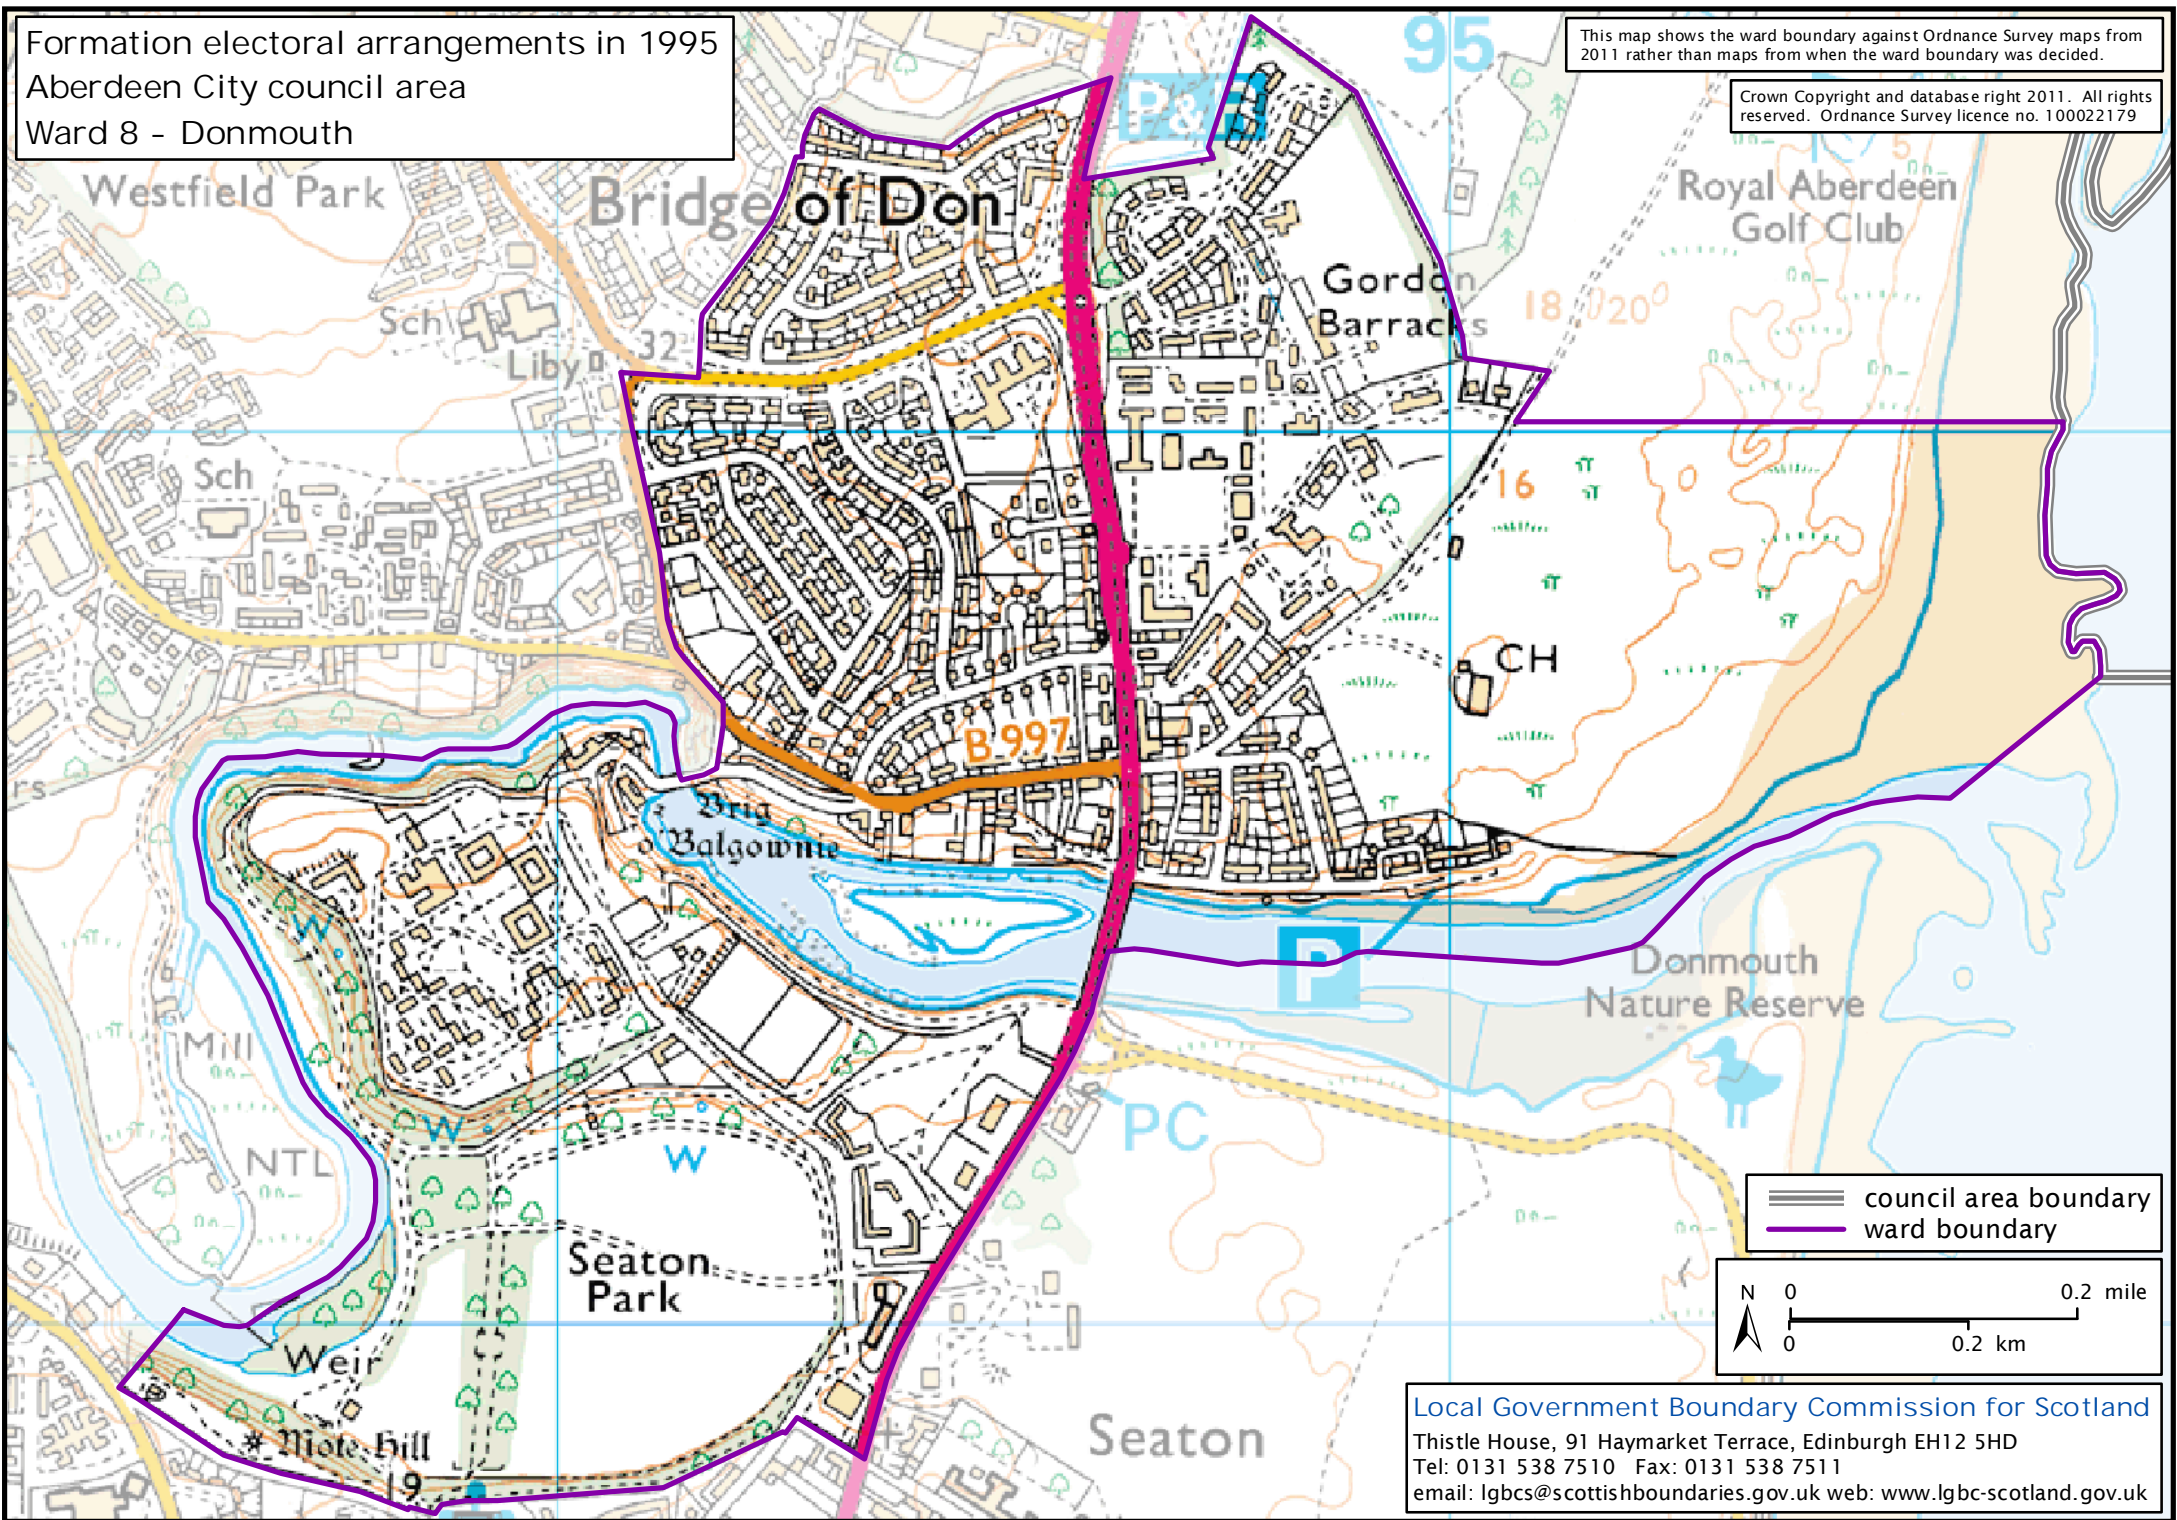 Formation electoral arrangements in 1995
Aberdeen City council area
Ward 8 - Donmouth
This map shows the ward boundary against Ordnance Survey maps from
2011 rather than maps from when the ward boundary was decided.
Crown Copyright and database right 2011. All rights
reserved. Ordnance Survey licence no. 100022179
95
P&R
Westfield Park
Bridge of Don
Royal Aberdeen
Golf Club
Gordon
Barracks
18
20
Sch
Liby
32
Sch
16
CH
B 997
rs
Brig
o Balgownie
W
P
Donmouth
Nature Reserve
Mill
W
W
PC
NTL
Seaton
Park
Weir
Mote Hill
19
Seaton
council area boundary
ward boundary
N 0 0.2 mile
0 0.2 km
Local Government Boundary Commission for Scotland
Thistle House, 91 Haymarket Terrace, Edinburgh EH12 5HD
Tel: 0131 538 7510 Fax: 0131 538 7511
email: lgbcs@scottishboundaries.gov.uk web: www.lgbc-scotland.gov.uk